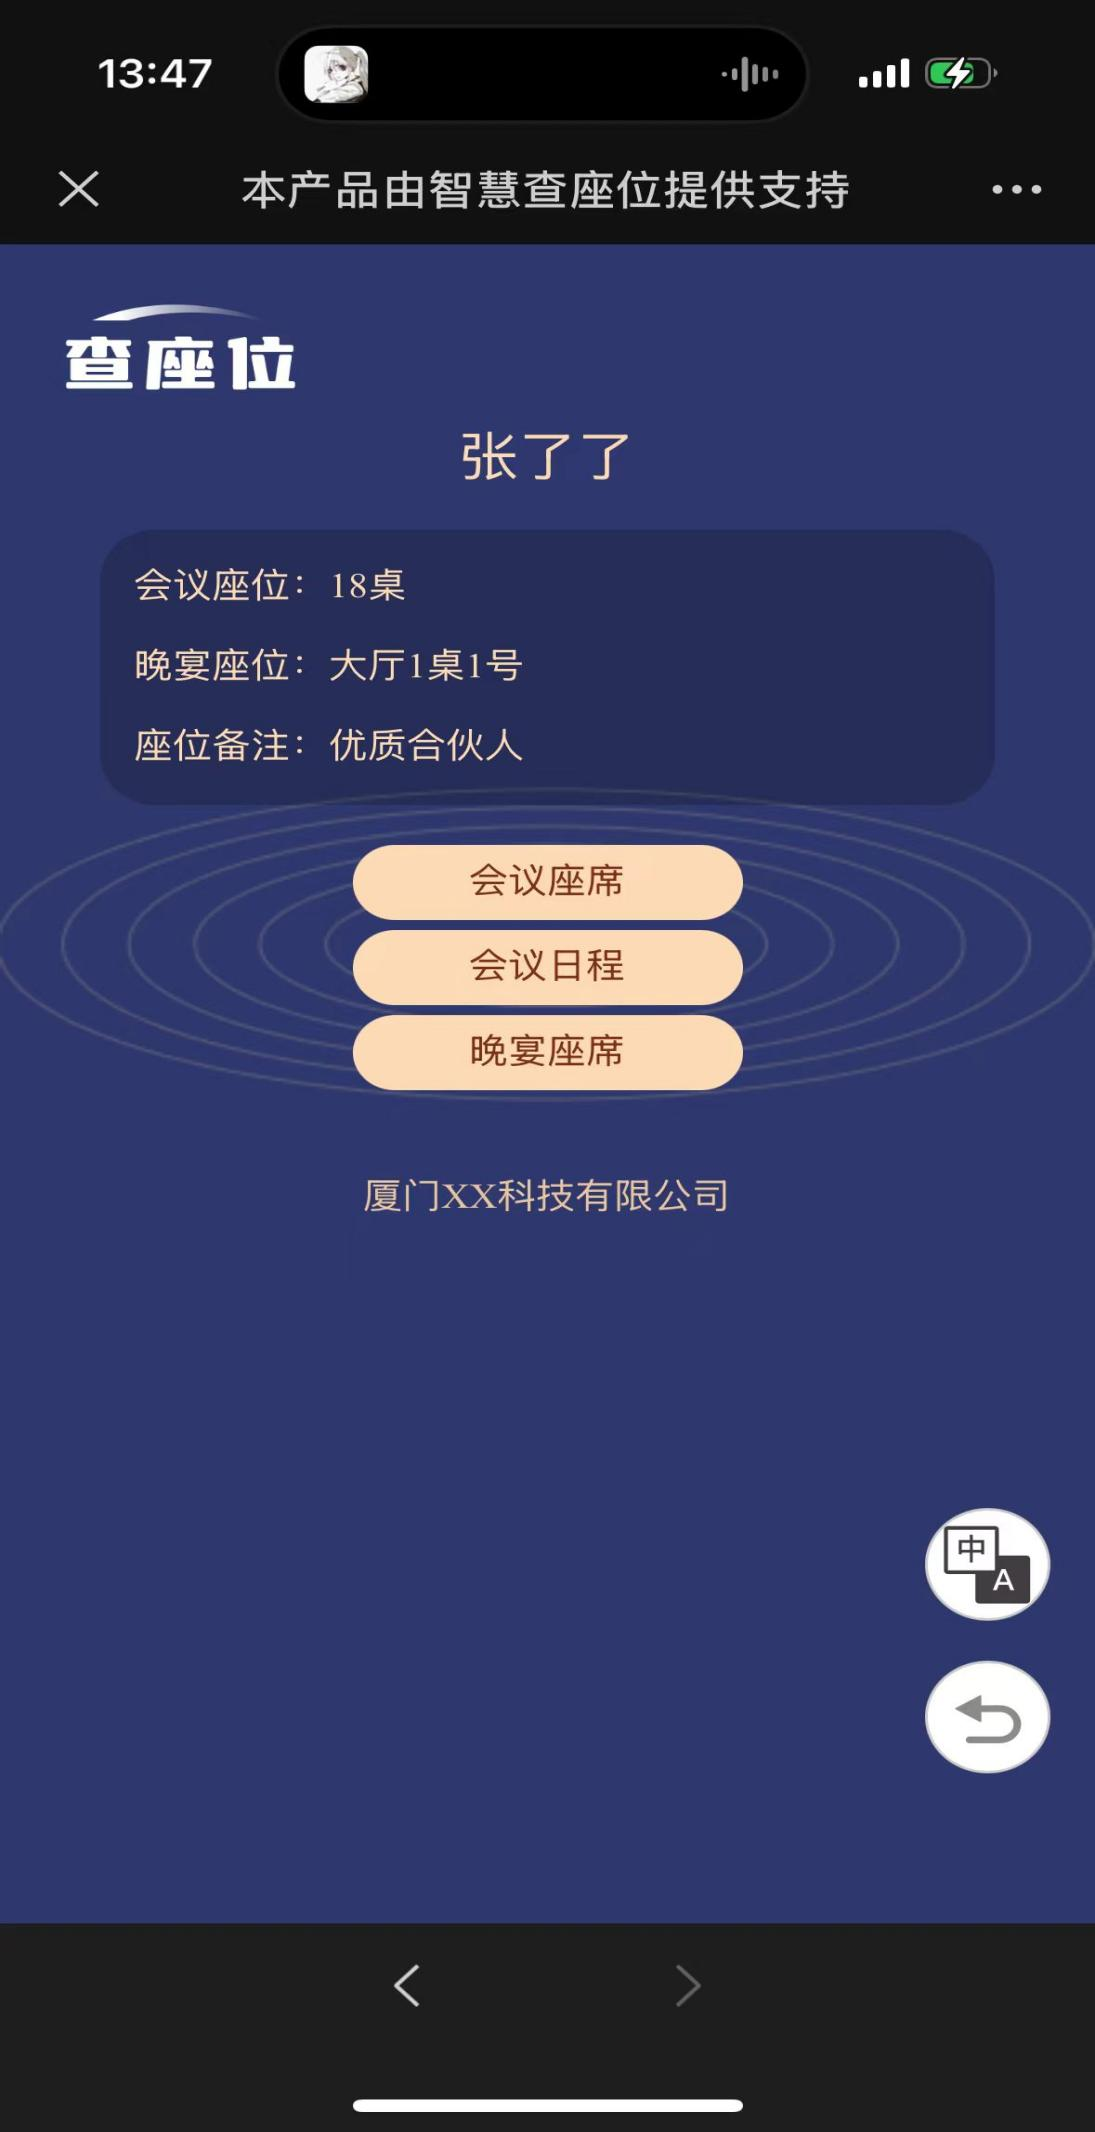 13:47
本产品由智慧查座位提供支持
查座位
张了了
会议座位：18桌
晚宴座位：大厅1桌1号
座位备注：优质合伙人
会议座席
会议日程
晚宴座席
厦门XX科技有限公司
中
A